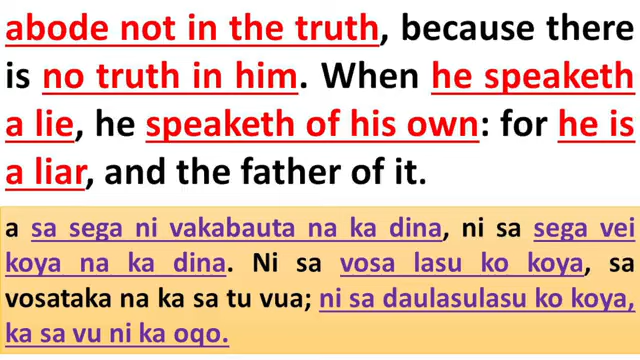 abode not in the truth, because there
is no truth in him. When he speaketh
a lie, he speaketh of his own: for he is
a liar, and the father of it.
a sa sega ni vakabauta na ka dina, ni sa sega vei
koya na ka dina. Ni sa vosa lasu ko koya, sa
vosataka na ka sa tu vua; ni sa daulasulasu ko koya,
ka sa vu ni ka oqo.